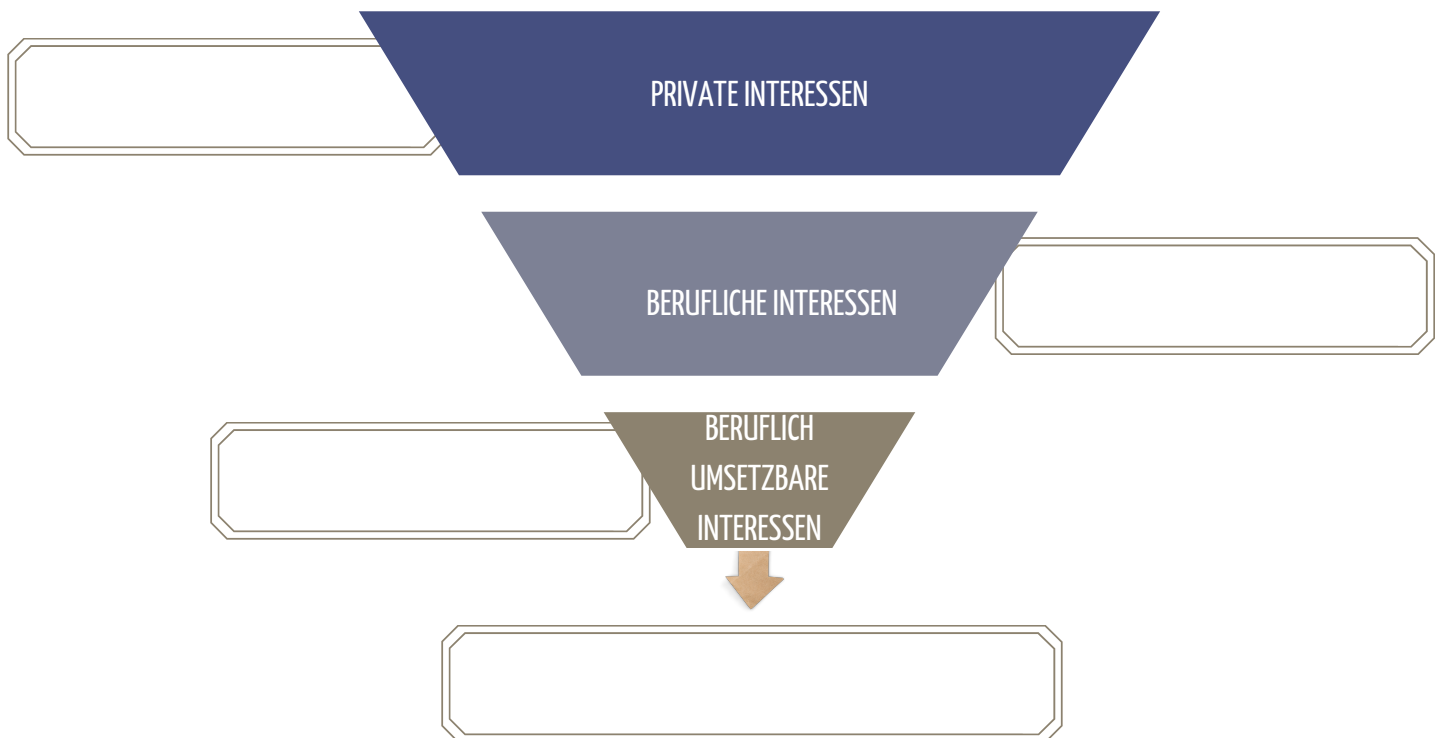 PRIVATE INTERESSEN
BERUFLICHE INTERESSEN
BERUFLICH
UMSETZBARE
INTERESSEN